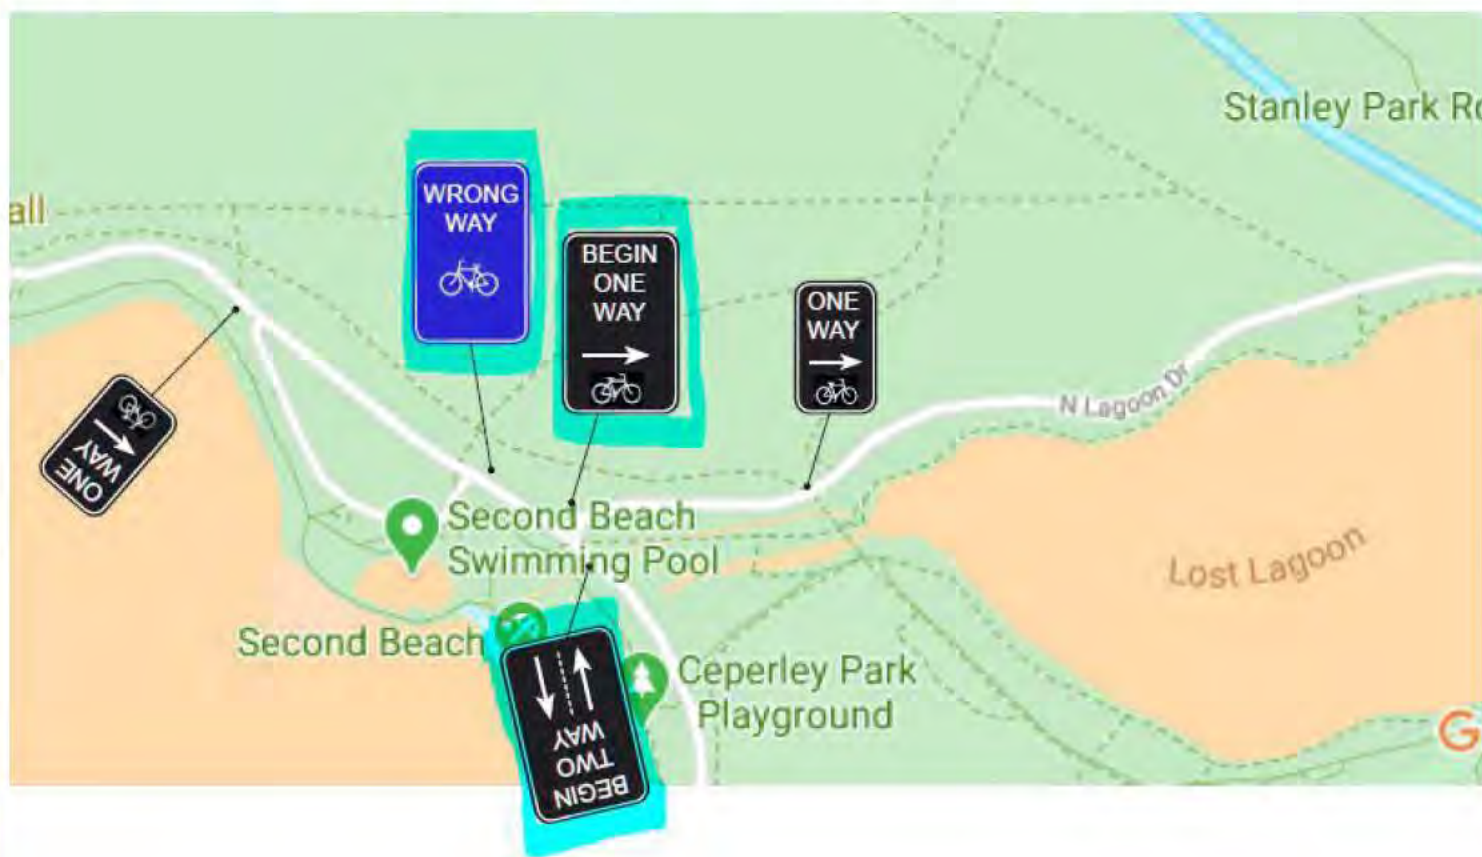 Stanley Park Ro
all
WRONG
WAY
BEGIN
ONE
WAY
ONE
WAY
N Lagoon Dr
ONE
WAY
Second Beach
Swimming Pool
Lost Lagoon
Second Beach
Ceperley Park
Playground
BEGIN
TWO
WAY
G